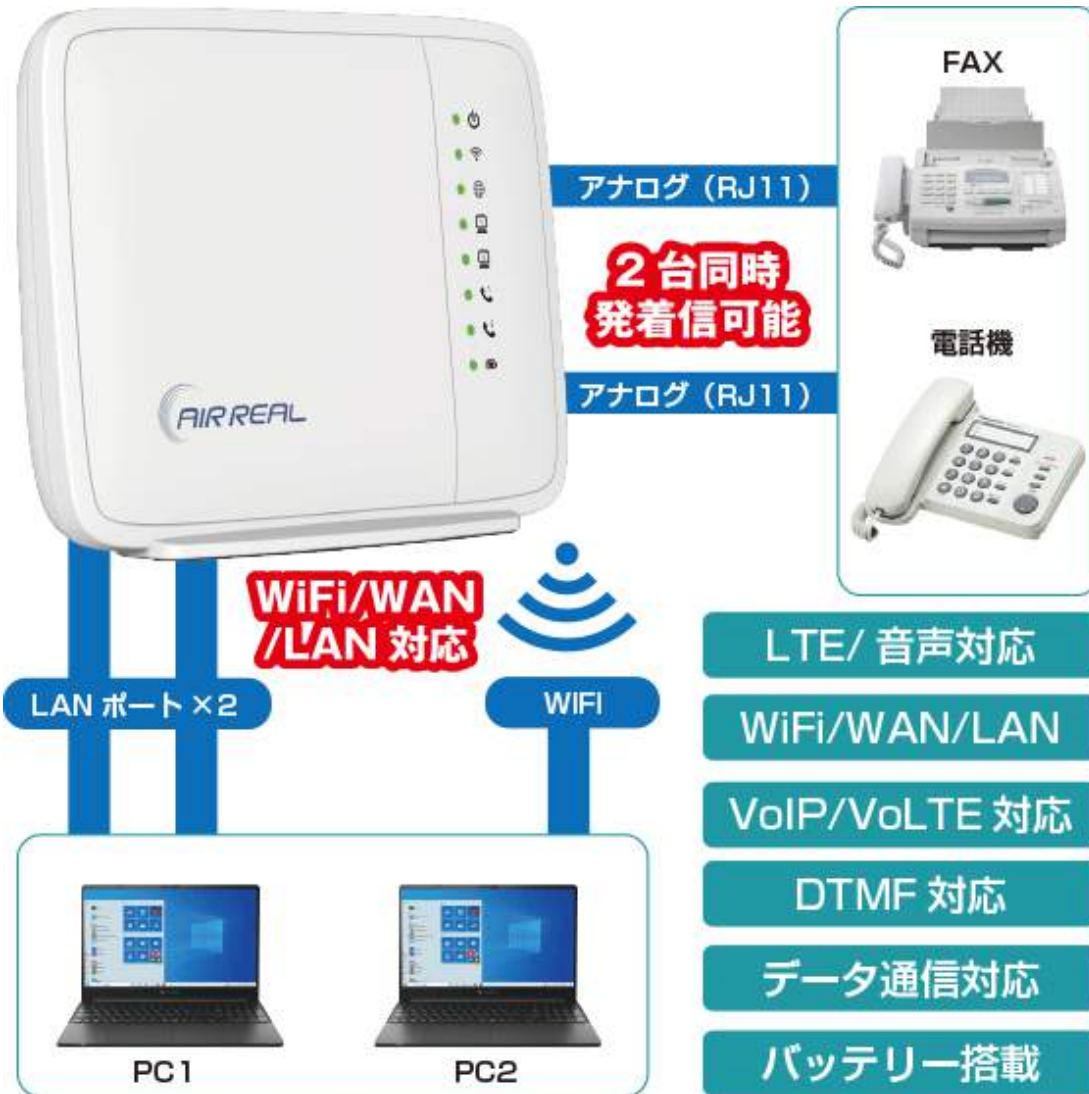 FAX
アナログ（RJ11）
2台同時
発着信可能
電話機
アナログ（RJ11）
AIR REAL
WiFi/WAN
/LAN 対応
LAN ポート×2
WIFI
LTE/ 音声対応
WiFi/WAN/LAN
VoIP/VoLTE 対応
DTMF 対応
データ通信対応
バッテリー搭載
PC1
PC2